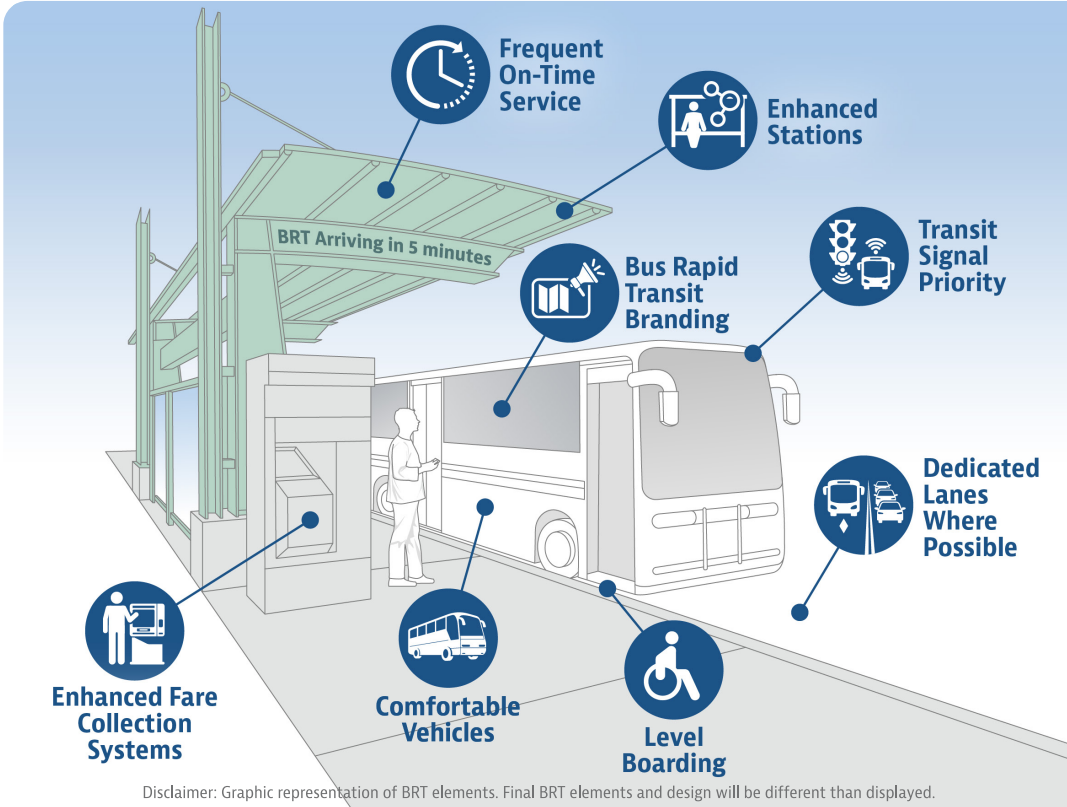 Frequent
On-Time
Service
Enhanced
Stations
BRT Arriving in 5 minutes
Transit
Signal
Priority
Bus Rapid
Transit
Branding
Dedicated
Lanes
Where
Possible
Enhanced Fare
Collection
Systems
Comfortable
Vehicles
Level
Boarding
Disclaimer: Graphic representation of BRT elements. Final BRT elements and design will be different than displayed.